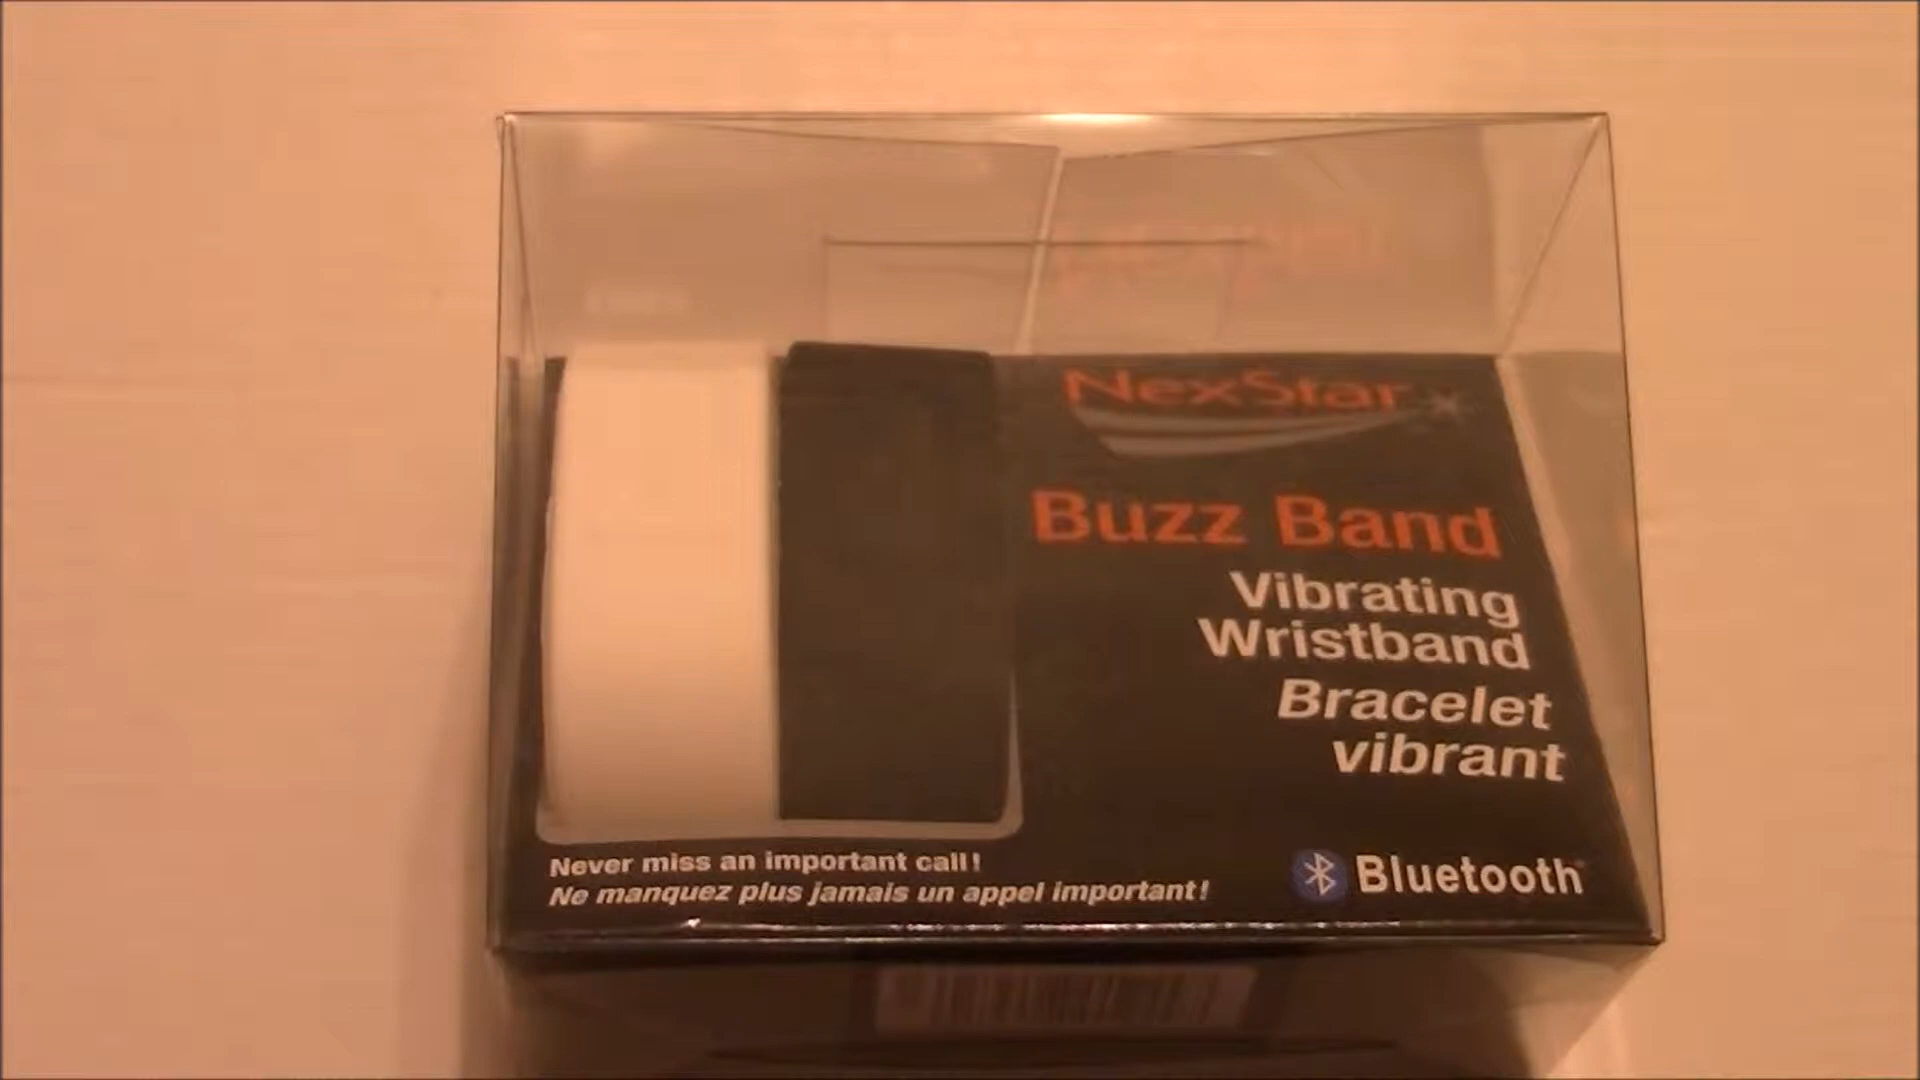 NexStar
Buzz Band
Vibrating
Wristband
Bracelet
vibrant
Never miss an important call!
Ne manquez plus jamais un appel important!
Bluetooth